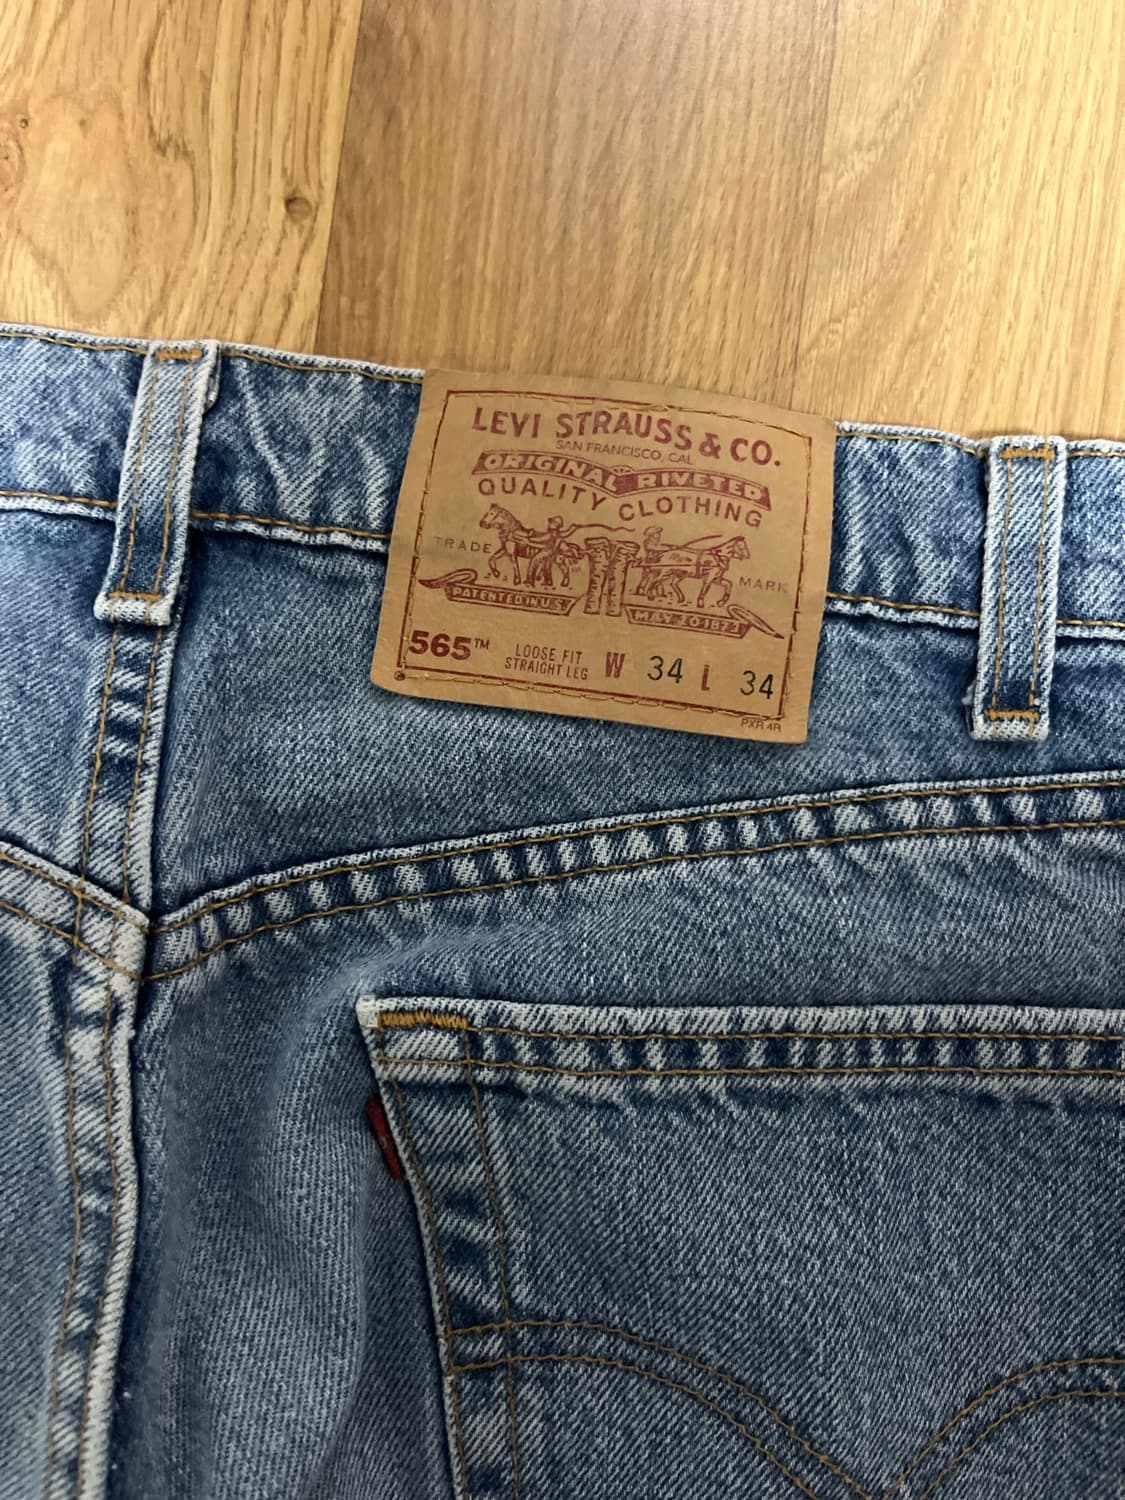 LEVI STRAUSS & CO.
SAN FRANCISCO, CAL
ORIGINAL RIVETED
QUALITY CLOTHING
TRADE MARK
PATENTED IN U.S. MAY 20 1873
565™ LOOSE FIT
STRAIGHT LEG W 34 L 34
PXR 4R